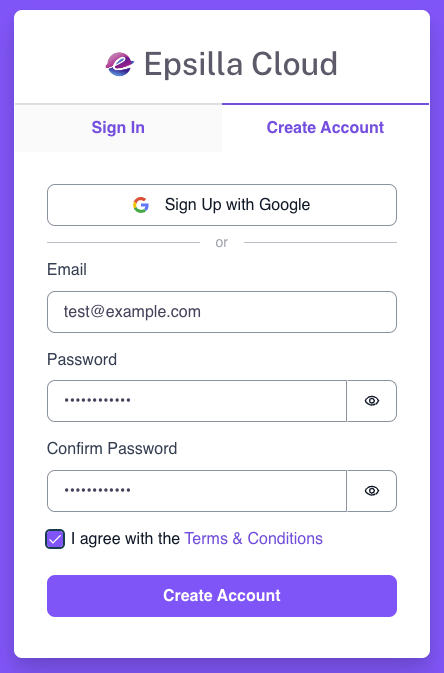 Epsilla Cloud
Sign In
Create Account
Sign Up with Google
or
Email
test@example.com
Password
••••••••••••
Confirm Password
••••••••••••
I agree with the Terms & Conditions
Create Account